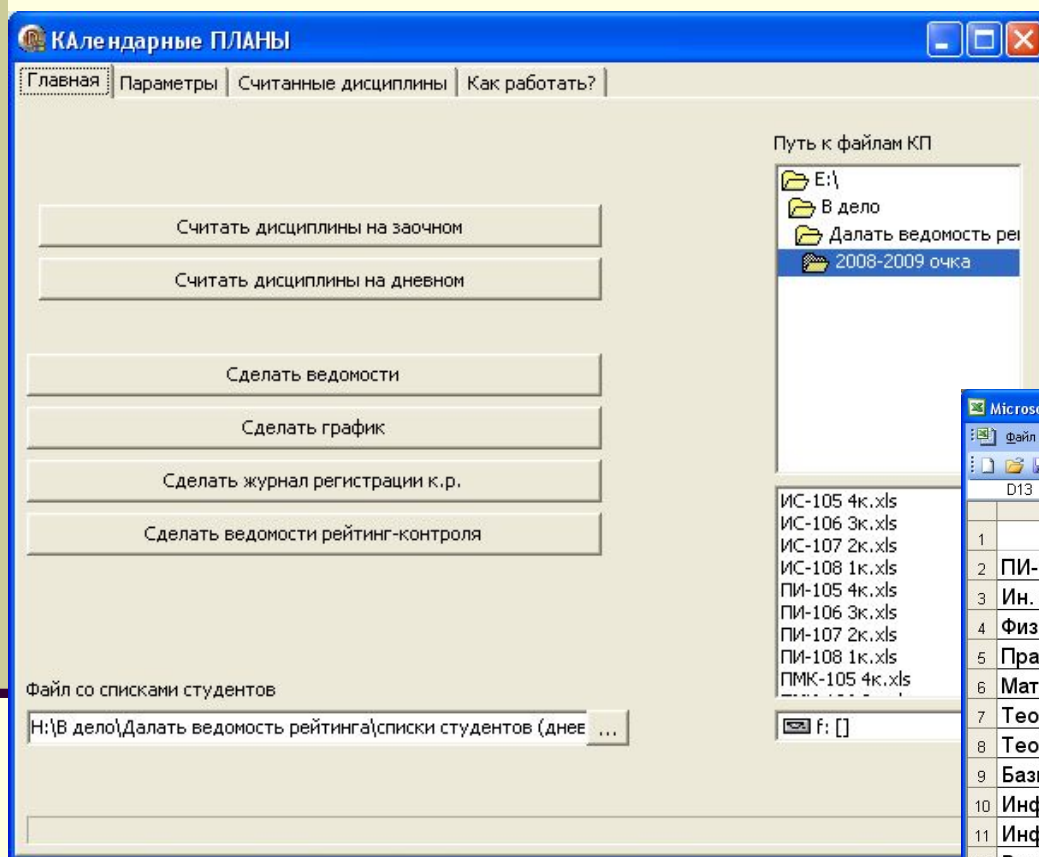 КАлендарные ПЛАНЫ
Главная Параметры Считанные дисциплины Как работать?
Путь к файлам КП
E:\
В дело
Далать ведомость
2008-2009 очка
Считать дисциплины на заочном
Считать дисциплины на дневном
Сделать ведомости
Сделать график
Сделать журнал регистрации к.р.
Сделать ведомости рейтинг-контроля
ИС-105 4к.xls
ИС-106 3к.xls
ИС-107 2к.xls
ИС-108 1к.xls
ПИ-105 4к.xls
ПИ-106 3к.xls
ПИ-107 2к.xls
ПИ-108 1к.xls
ПМК-105 4к.xls
Файл со списками студентов
H:\В дело\Далать ведомость рейтинга\списки студентов (днев ...
f: []
Micros
Файл
D13
1
2 ПИ-
3 Ин.
4 Физ
5 Пра
6 Мат
7 Тео
8 Тео
9 Баз
10 Инф
11 Инф